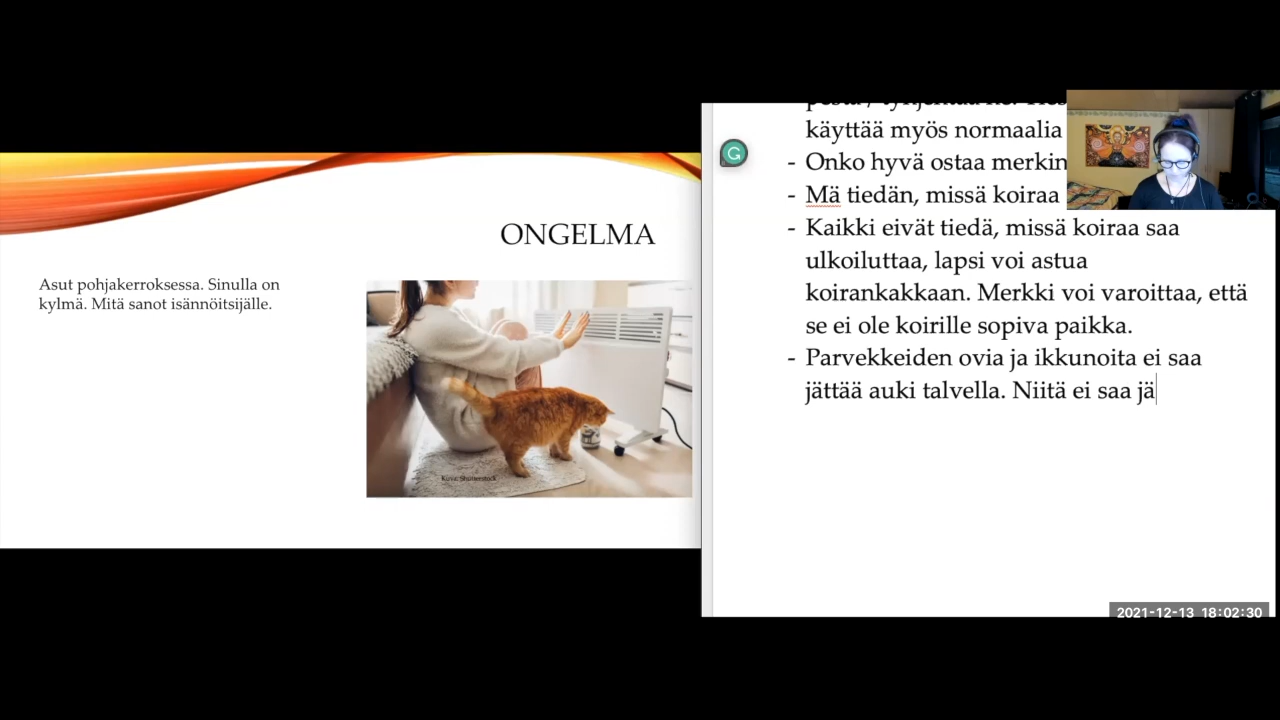 ONGELMA
Asut pohjakerroksessa. Sinulla on
kylmä. Mitä sanot isännöitsijälle.
Kuva: Shutterstock
käyttää myös normaalia
- Onko hyvä ostaa
- Mä tiedän, missä koiraa
- Kaikki eivät tiedä, missä koiraa saa
ulkoiluttaa, lapsi voi astua
koirankakkaan. Merkki voi varoittaa, että
se ei ole koirille sopiva paikka.
- Parvekkeiden ovia ja ikkunoita ei saa
jättää auki talvella. Niitä ei saa jä
2021-12-13 18:02:30